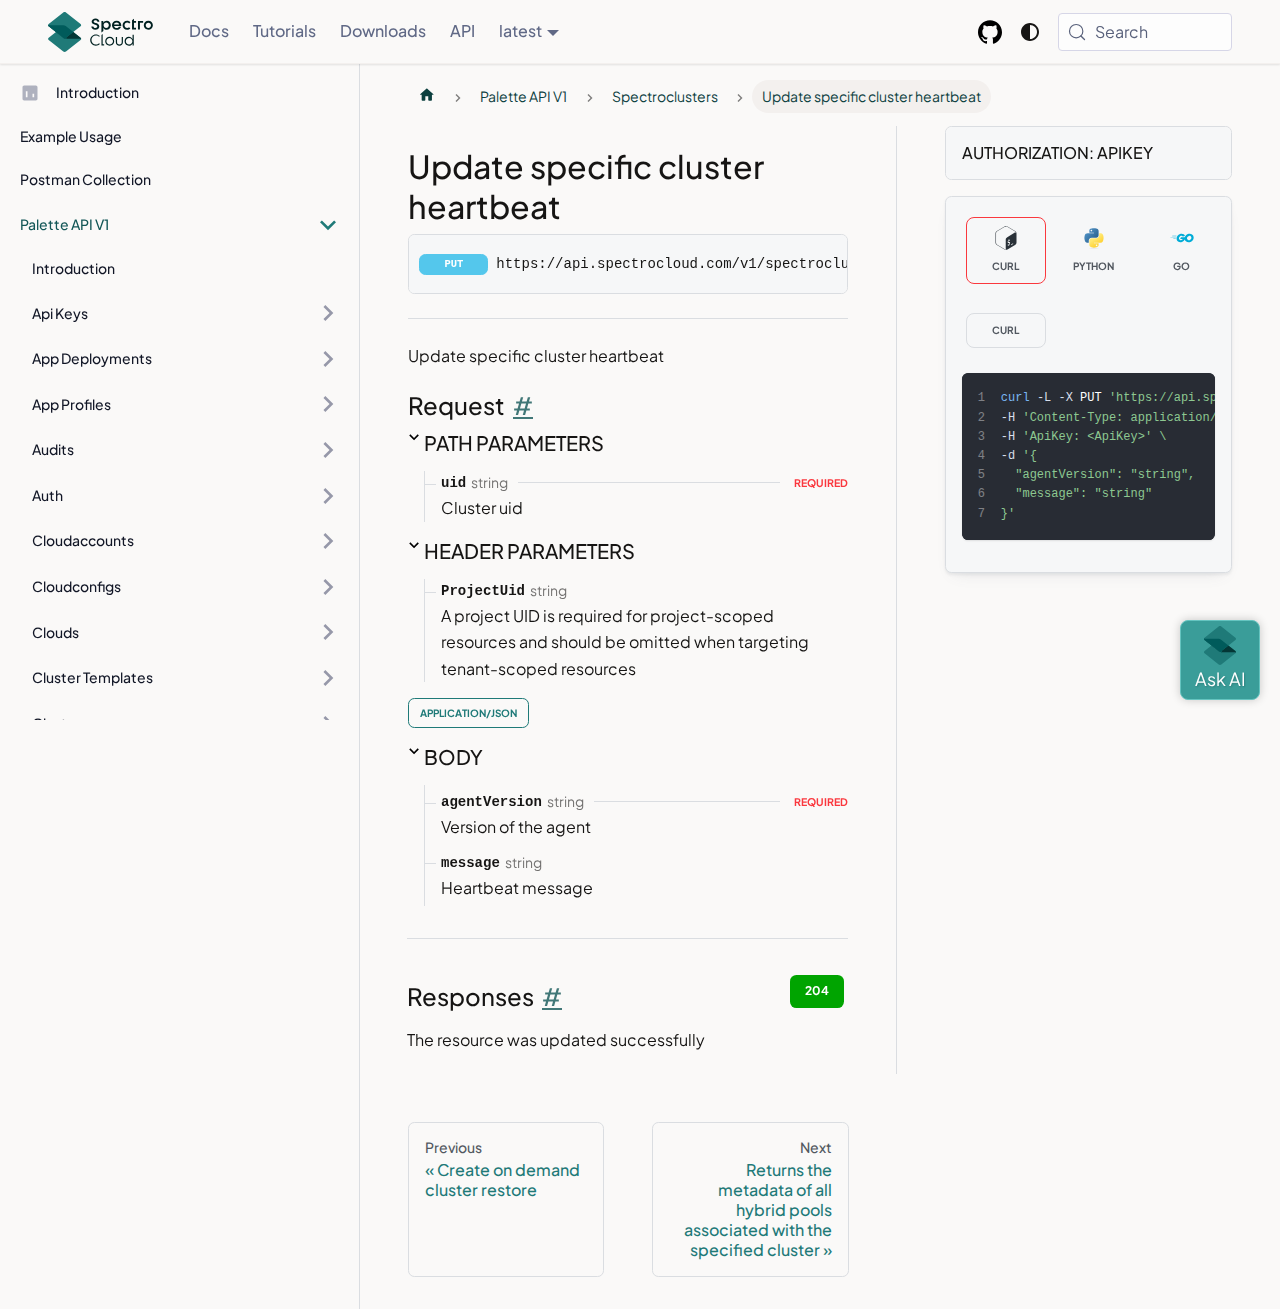 Spectro
Cloud
Docs
Tutorials
Downloads
API
latest
Search
Introduction
Example Usage
Postman Collection
Palette API V1
Introduction
Api Keys
App Deployments
App Profiles
Audits
Auth
Cloudaccounts
Cloudconfigs
Clouds
Cluster Templates
Palette API V1
Spectroclusters
Update specific cluster heartbeat
Update specific cluster
heartbeat
PUT
https://api.spectrocloud.com/v1/spectroclu
Update specific cluster heartbeat
Request #
PATH PARAMETERS
uid string REQUIRED
Cluster uid
HEADER PARAMETERS
ProjectUid string
A project UID is required for project-scoped
resources and should be omitted when targeting
tenant-scoped resources
APPLICATION/JSON
BODY
agentVersion string REQUIRED
Version of the agent
message string
Heartbeat message
Responses #
204
The resource was updated successfully
Previous
« Create on demand
cluster restore
Next
Returns the
metadata of all
hybrid pools
associated with the
specified cluster »
AUTHORIZATION: APIKEY
CURL
PYTHON
GO
CURL
1 curl -L -X PUT 'https://api.sp
2 -H 'Content-Type: application/
3 -H 'ApiKey: <ApiKey>' \
4 -d '{
5 "agentVersion": "string",
6 "message": "string"
7 }'
Ask AI